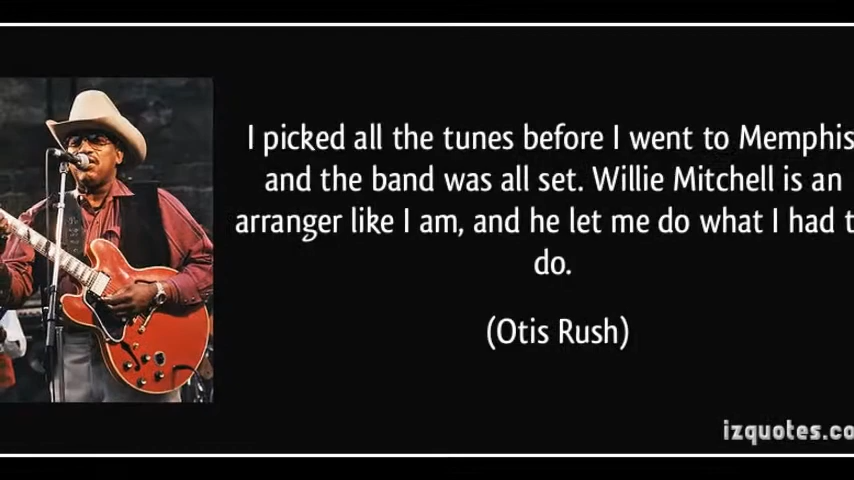 I picked all the tunes before I went to Memphis
and the band was all set. Willie Mitchell is an
arranger like I am, and he let me do what I had t
do.
(Otis Rush)
izquotes.co